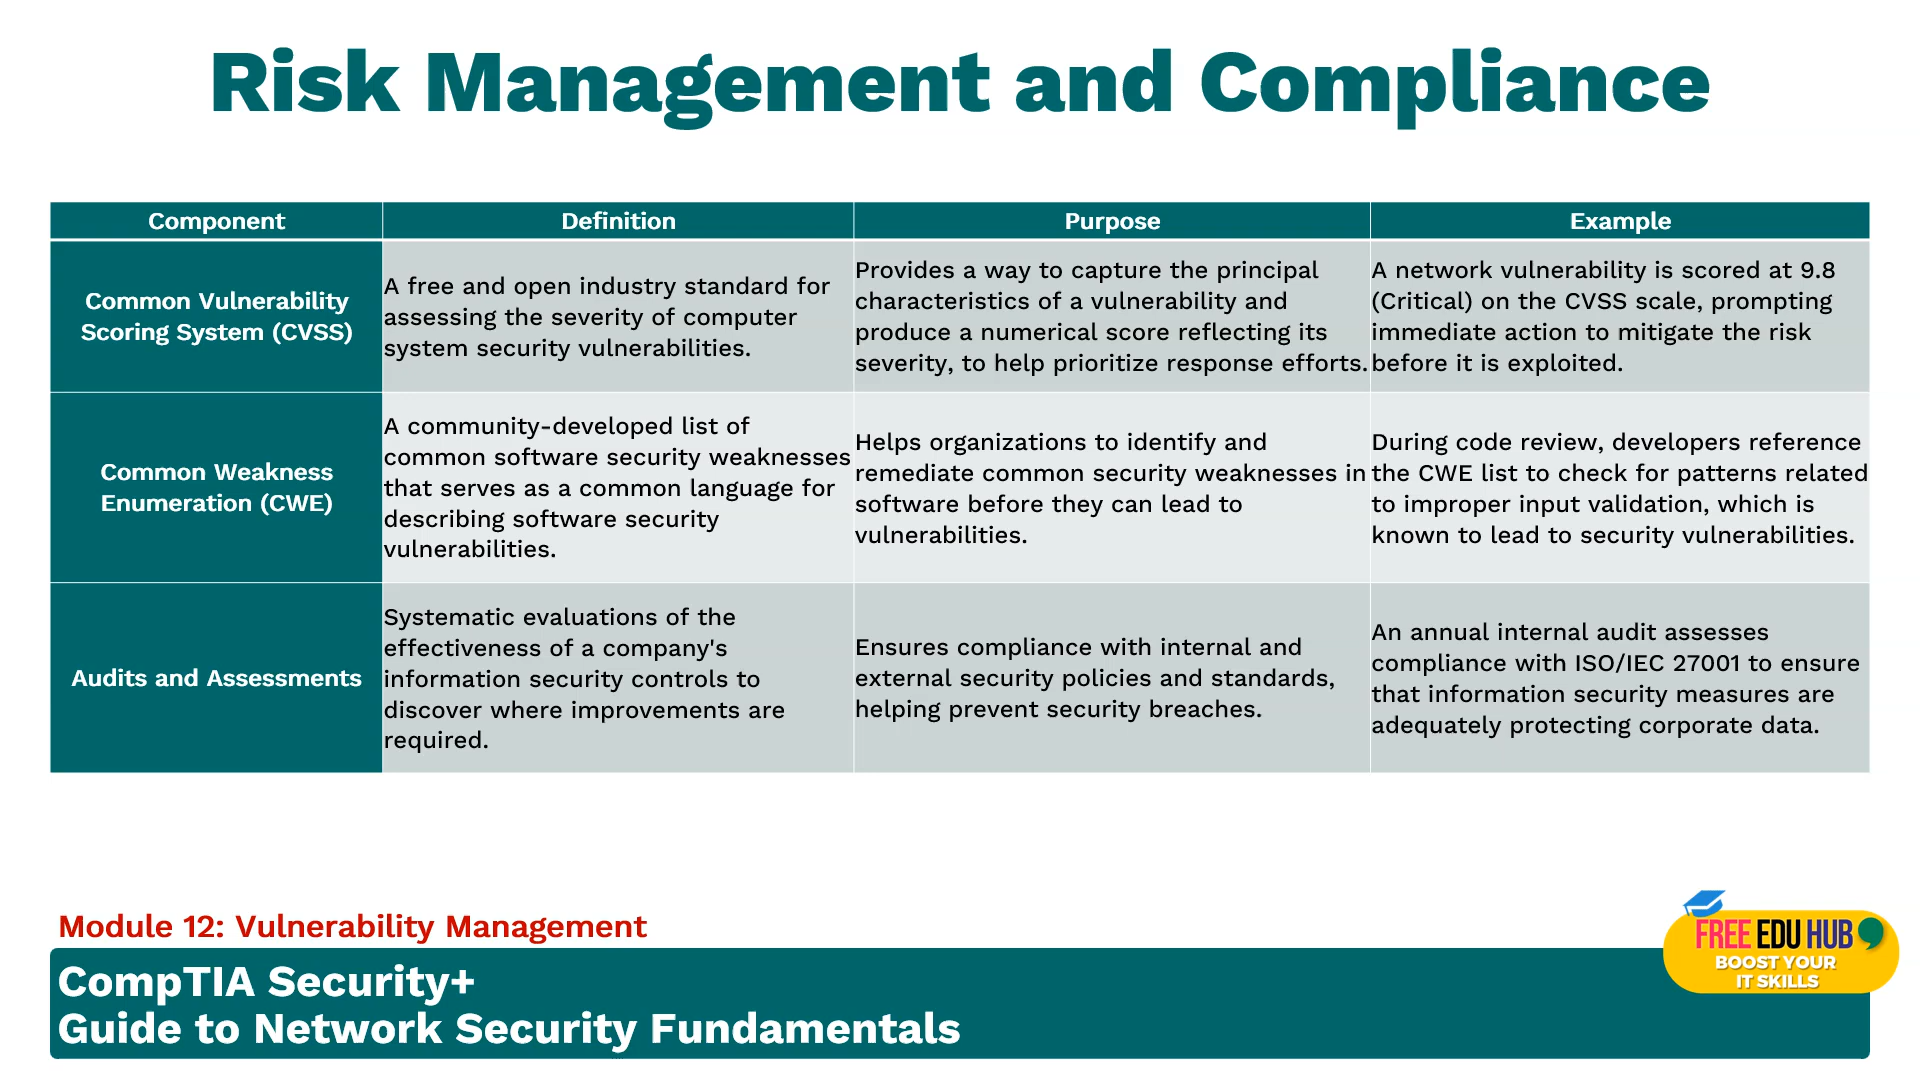 Risk Management and Compliance
Component
Definition
Purpose
Example
Common Vulnerability
Scoring System (CVSS)
A free and open industry standard for
assessing the severity of computer
system security vulnerabilities.
Provides a way to capture the principal
characteristics of a vulnerability and
produce a numerical score reflecting its
severity, to help prioritize response efforts.
A network vulnerability is scored at 9.8
(Critical) on the CVSS scale, prompting
immediate action to mitigate the risk
before it is exploited.
Common Weakness
Enumeration (CWE)
A community-developed list of
common software security weaknesses
that serves as a common language for
describing software security
vulnerabilities.
Helps organizations to identify and
remediate common security weaknesses in
software before they can lead to
vulnerabilities.
During code review, developers reference
the CWE list to check for patterns related
to improper input validation, which is
known to lead to security vulnerabilities.
Audits and Assessments
Systematic evaluations of the
effectiveness of a company's
information security controls to
discover where improvements are
required.
Ensures compliance with internal and
external security policies and standards,
helping prevent security breaches.
An annual internal audit assesses
compliance with ISO/IEC 27001 to ensure
that information security measures are
adequately protecting corporate data.
Module 12: Vulnerability Management
CompTIA Security+
Guide to Network Security Fundamentals
FREE EDU HUB
BOOST YOUR
IT SKILLS